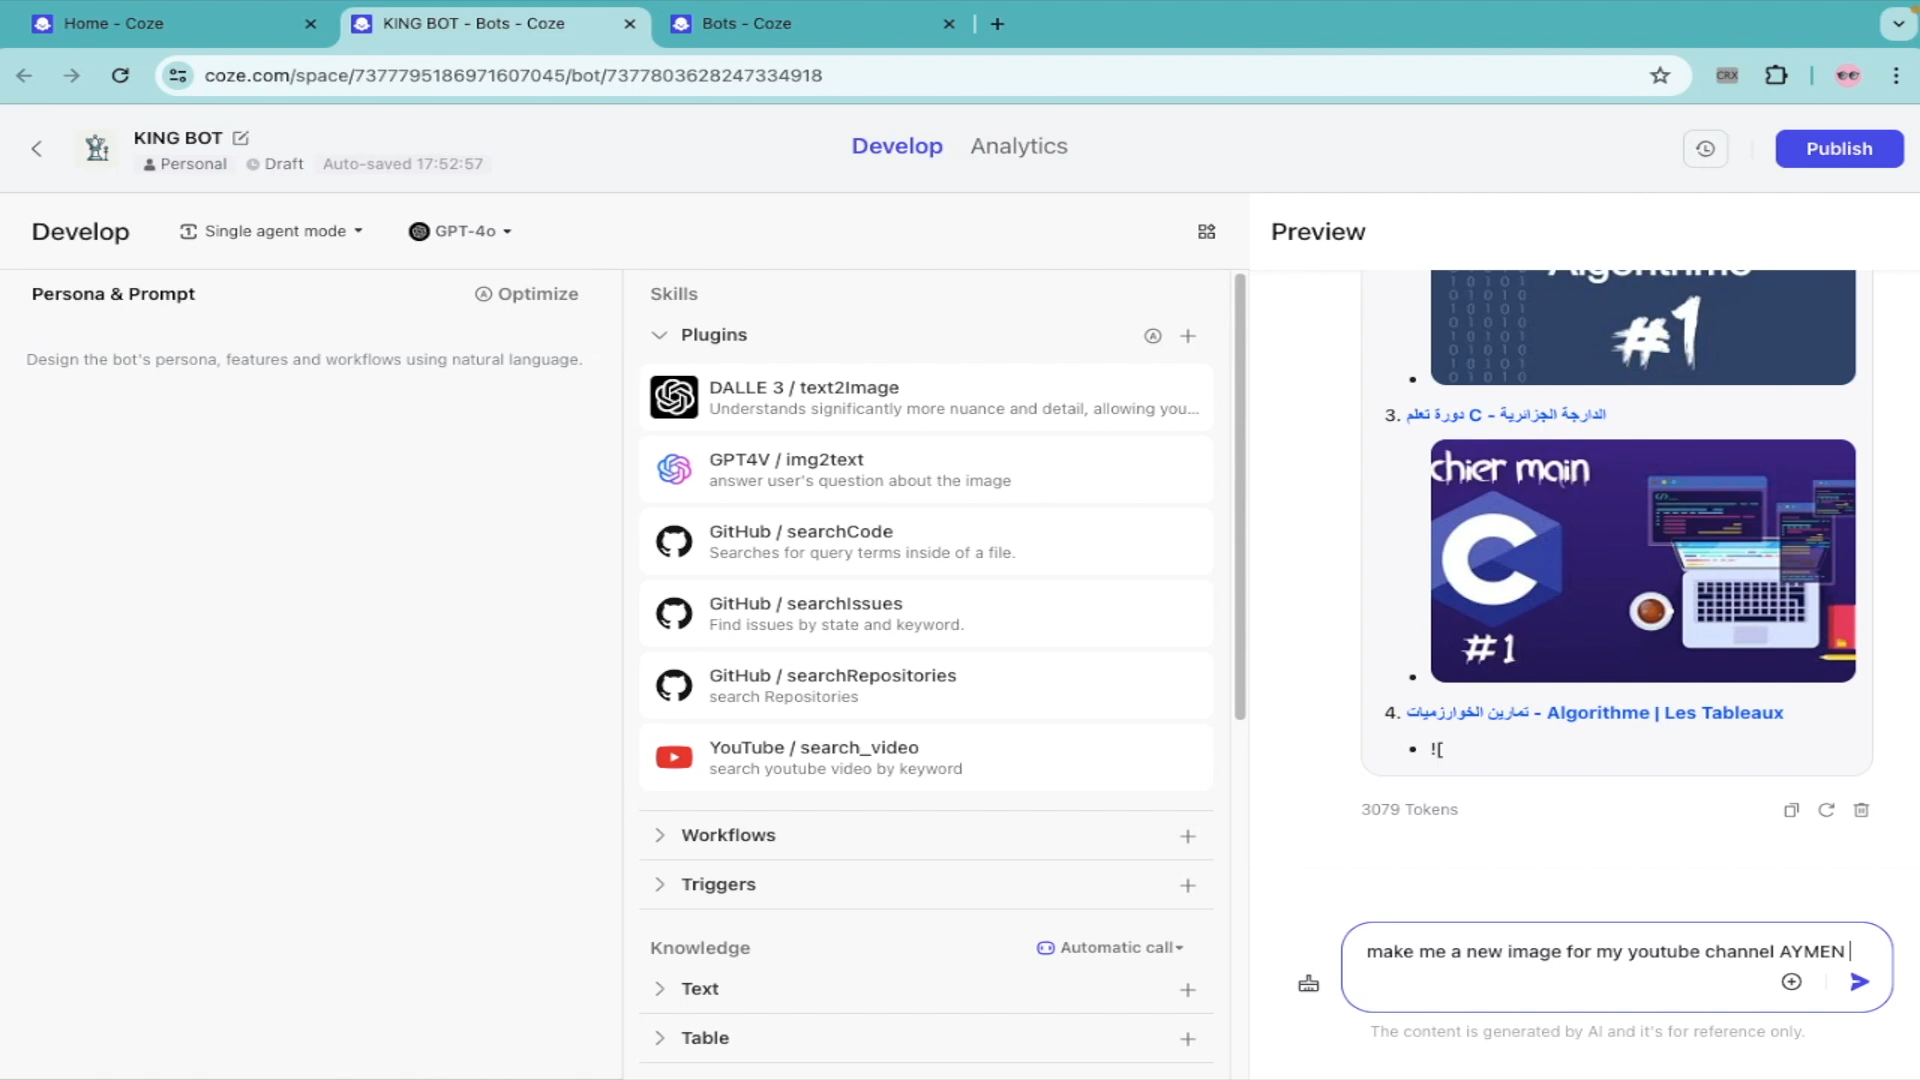 Home - Coze
KING BOT - Bots - Coze
Bots - Coze
coze.com/space/7377795186971607045/bot/7377803628247334918
CRX
KING BOT
Personal
Draft
Auto-saved 17:52:57
Develop
Analytics
Publish
Develop
Single agent mode
GPT-4o
Preview
Persona & Prompt
Optimize
Design the bot's persona, features and workflows using natural language.
Skills
Plugins
DALLE 3 / text2Image
Understands significantly more nuance and detail, allowing you...
GPT4V / img2text
answer user's question about the image
GitHub / searchCode
Searches for query terms inside of a file.
GitHub / searchIssues
Find issues by state and keyword.
GitHub / searchRepositories
search Repositories
YouTube / search_video
search youtube video by keyword
Workflows
Triggers
Knowledge
Automatic call
Text
Table
Algorithme
#1
3. دورة تعلم C - الدارجة الجزائرية
chier main
C
#1
4. تمارين الخوارزميات - Algorithme | Les Tableaux
![
3079 Tokens
make me a new image for my youtube channel AYMEN
The content is generated by AI and it's for reference only.